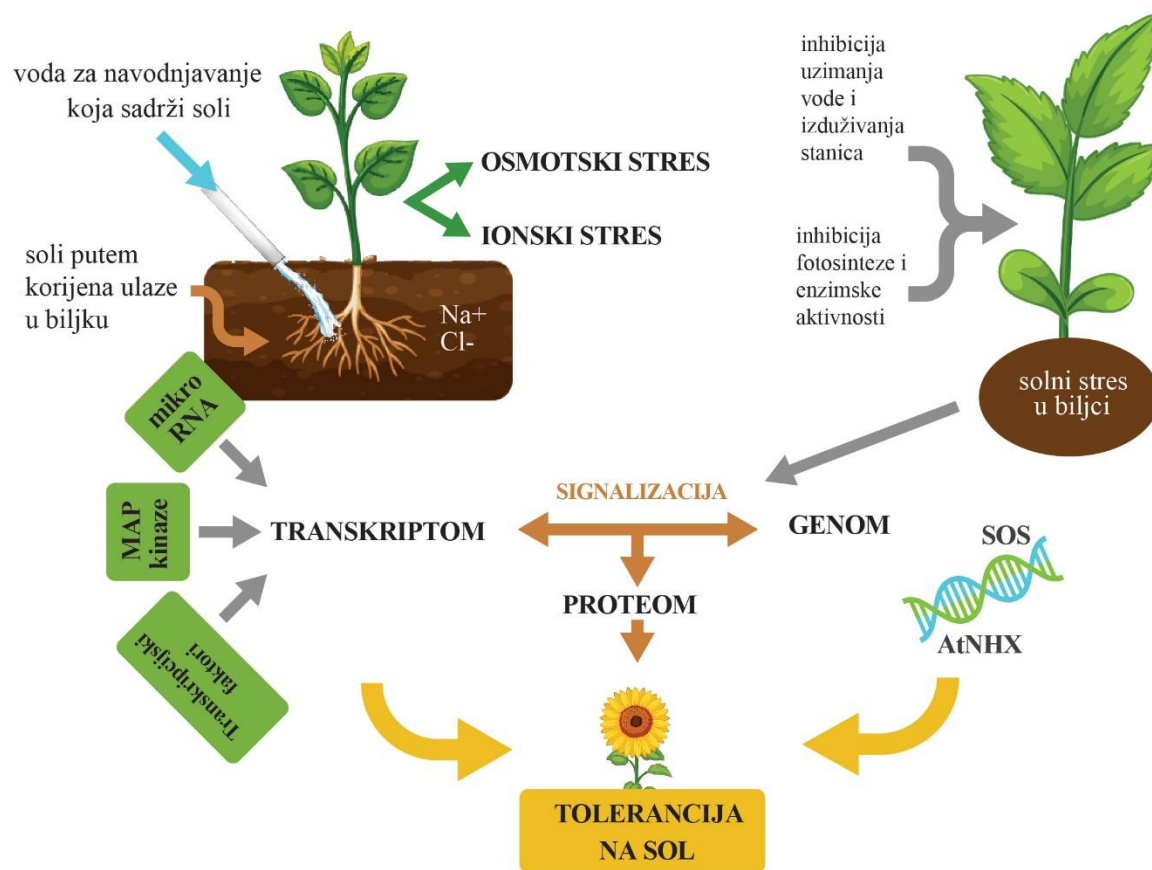 voda za navodnjavanje
koja sadrži soli
OSMOTSKI STRES
IONSKI STRES
soli putem
korijena ulaze
u biljku
Na+
Cl-
inhibicija
uzimanja
vode i
izduživanja
stanica
inhibicija
fotosinteze i
enzimske
aktivnosti
solni stres
u biljci
mikro
RNA
MAP
kinaze
Transkripcijski
faktori
TRANSKRIPTOM
SIGNALIZACIJA
GENOM
PROTEOM
SOS
AtNHX
TOLERANCIJA
NA SOL